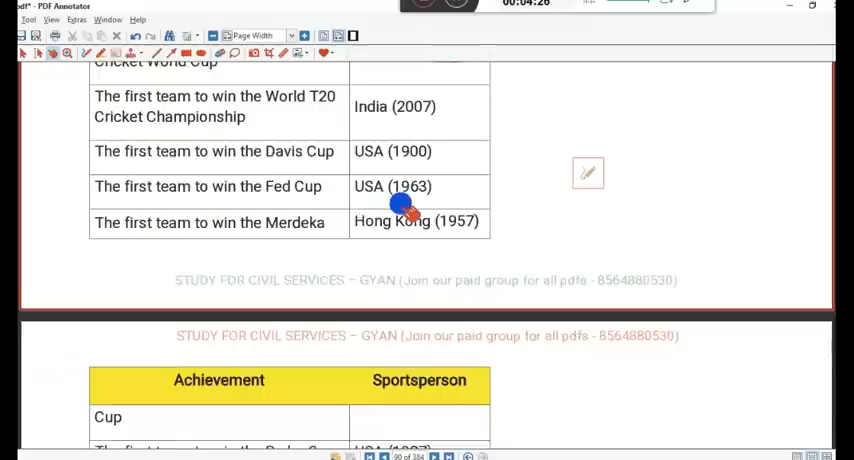 00:04:26
pdf* - PDF Annotator
Tool View Extras Window Help
Page Width
Cricket World Cup
The first team to win the World T20 India (2007)
Cricket Championship
The first team to win the Davis Cup USA (1900)
The first team to win the Fed Cup USA (1963)
The first team to win the Merdeka Hong Kong (1957)
STUDY FOR CIVIL SERVICES – GYAN (Join our paid group for all pdfs - 8564880530)
STUDY FOR CIVIL SERVICES – GYAN (Join our paid group for all pdfs - 8564880530)
Achievement Sportsperson
Cup
90 of 384